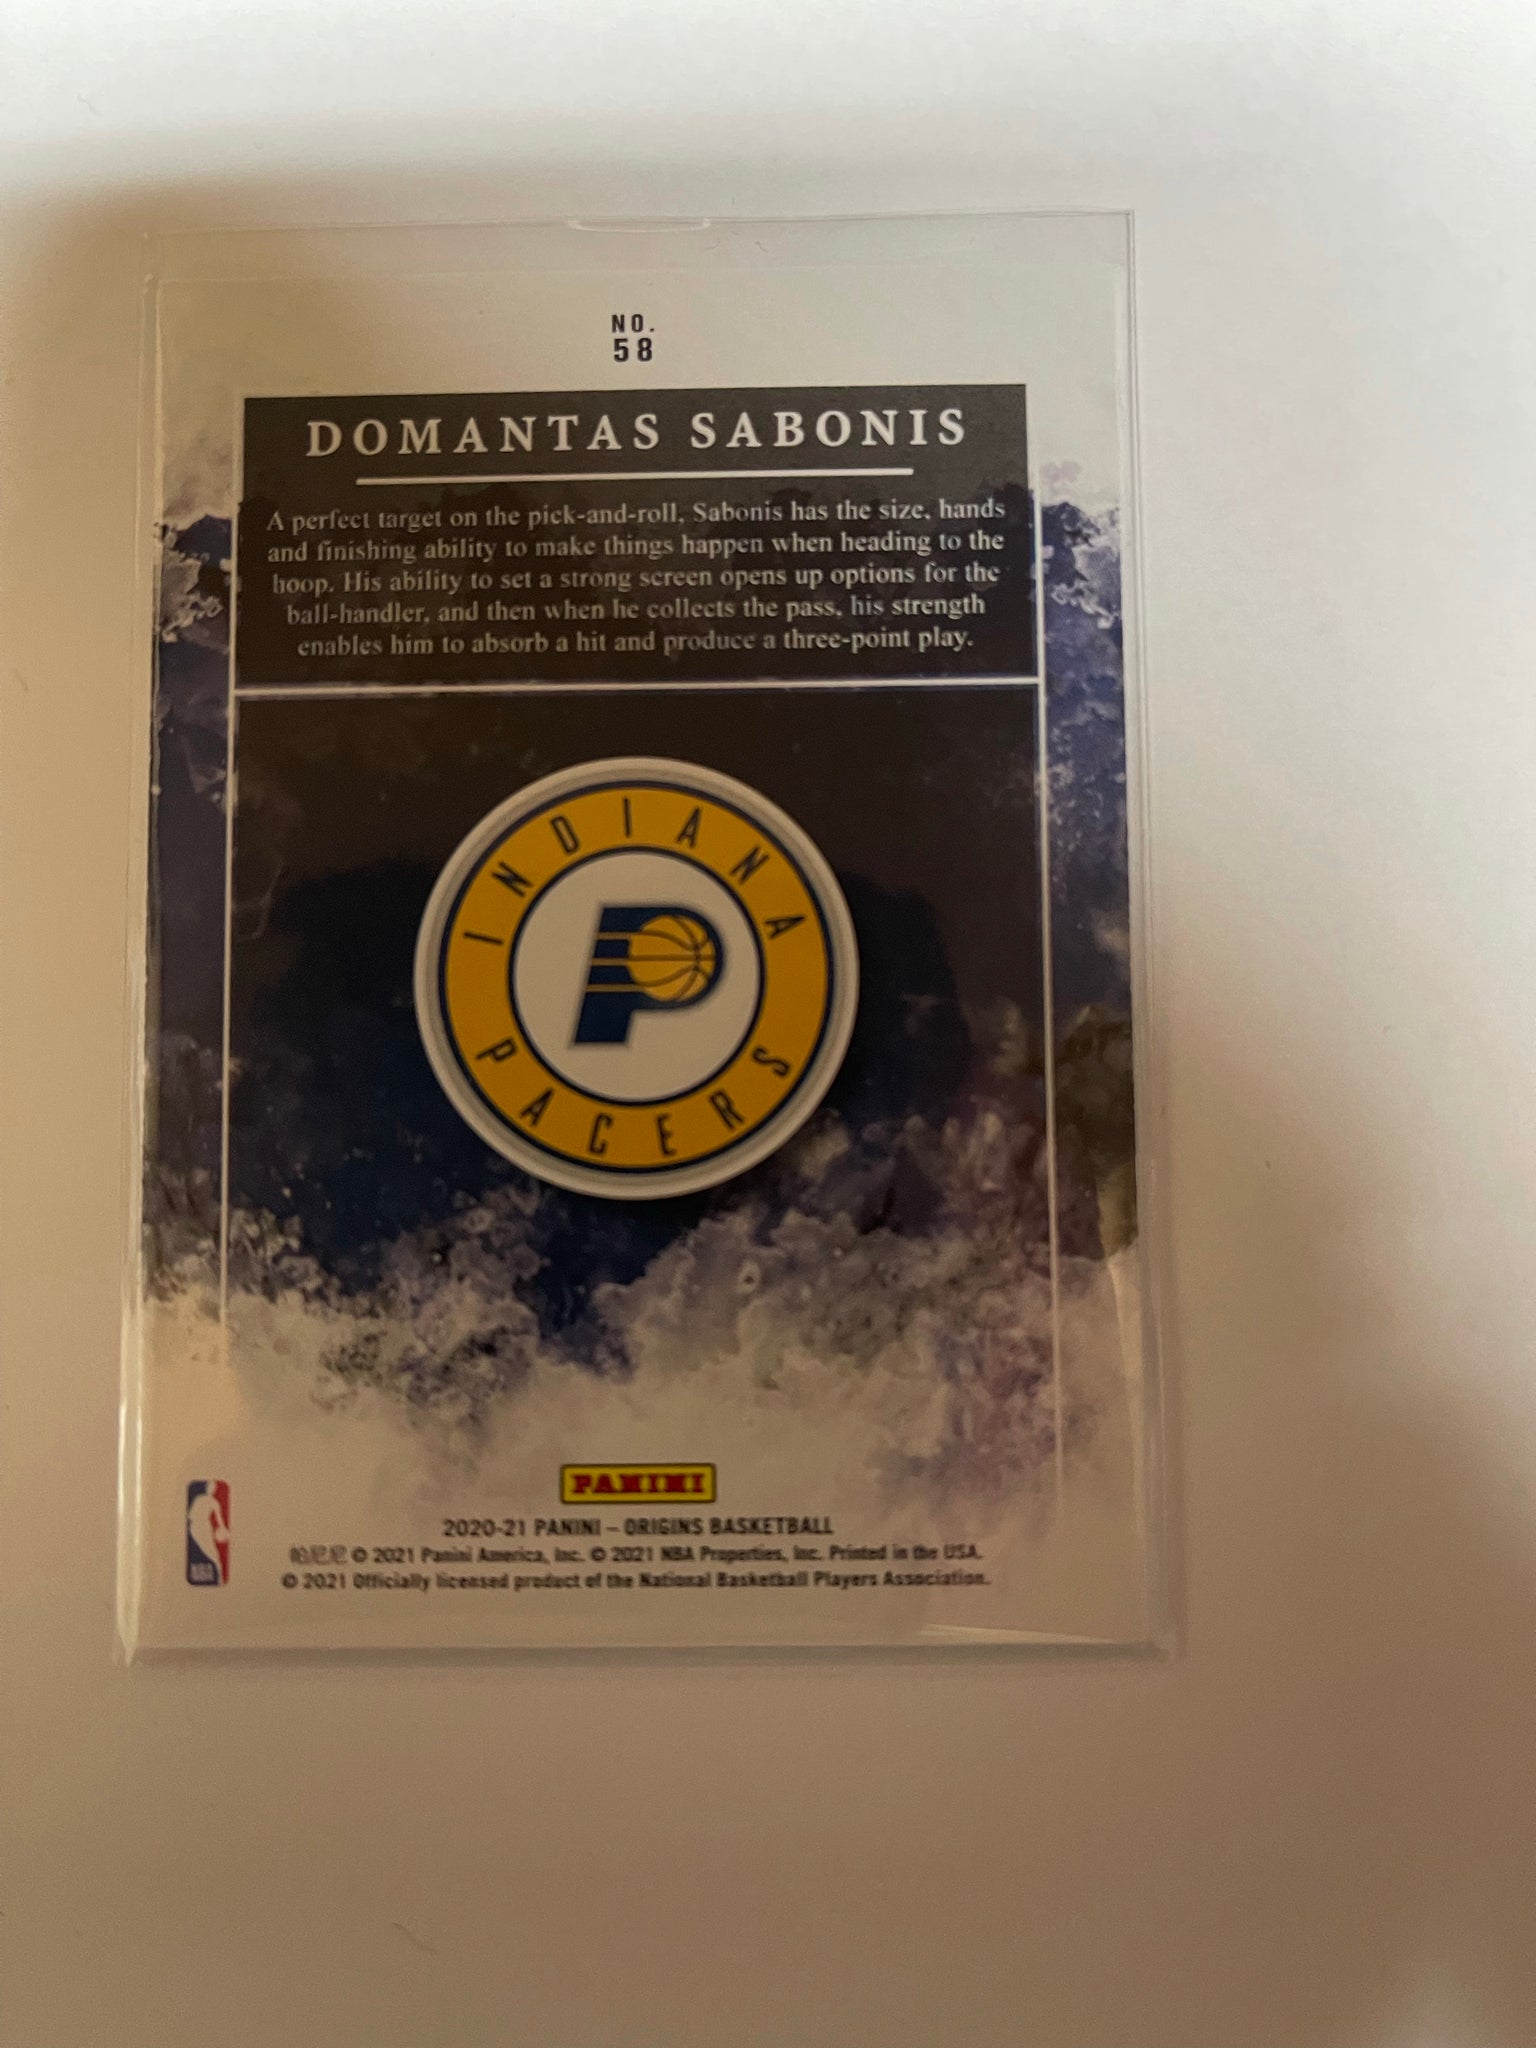 NO.
58
DOMANTAS SABONIS
A perfect target on the pick-and-roll, Sabonis has the size, hands
and finishing ability to make things happen when heading to the
hoop. His ability to set a strong screen opens up options for the
ball-handler, and then when he collects the pass, his strength
enables him to absorb a hit and produce a three-point play.
INDIANA
P
PACERS
PANINI
2020-21 PANINI – ORIGINS BASKETBALL
© 2021 Panini America, Inc. © 2021 NBA Properties, Inc. Printed in the USA.
© 2021 Officially licensed product of the National Basketball Players Association.
NBA